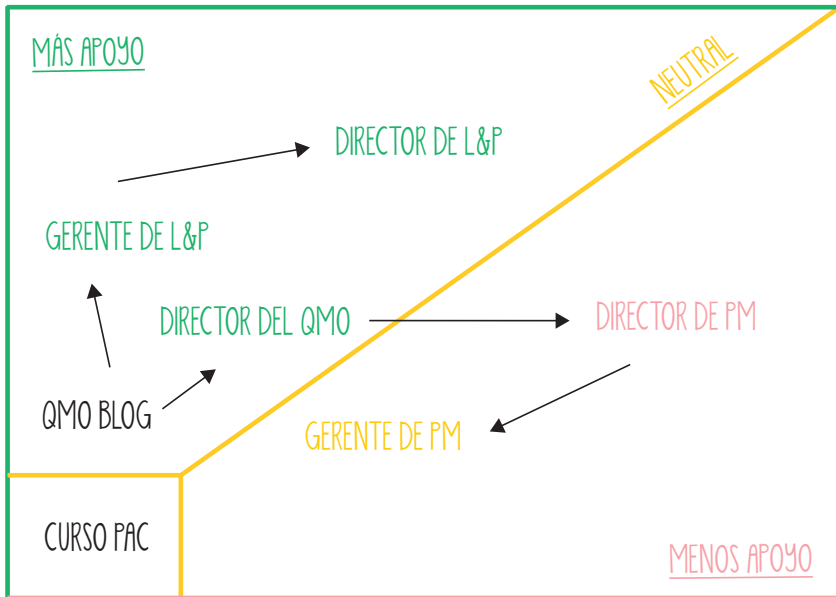 MÁS APOYO
NEUTRAL
DIRECTOR DE L&P
GERENTE DE L&P
DIRECTOR DEL QMO
DIRECTOR DE PM
QMO BLOG
GERENTE DE PM
CURSO PAC
MENOS APOYO